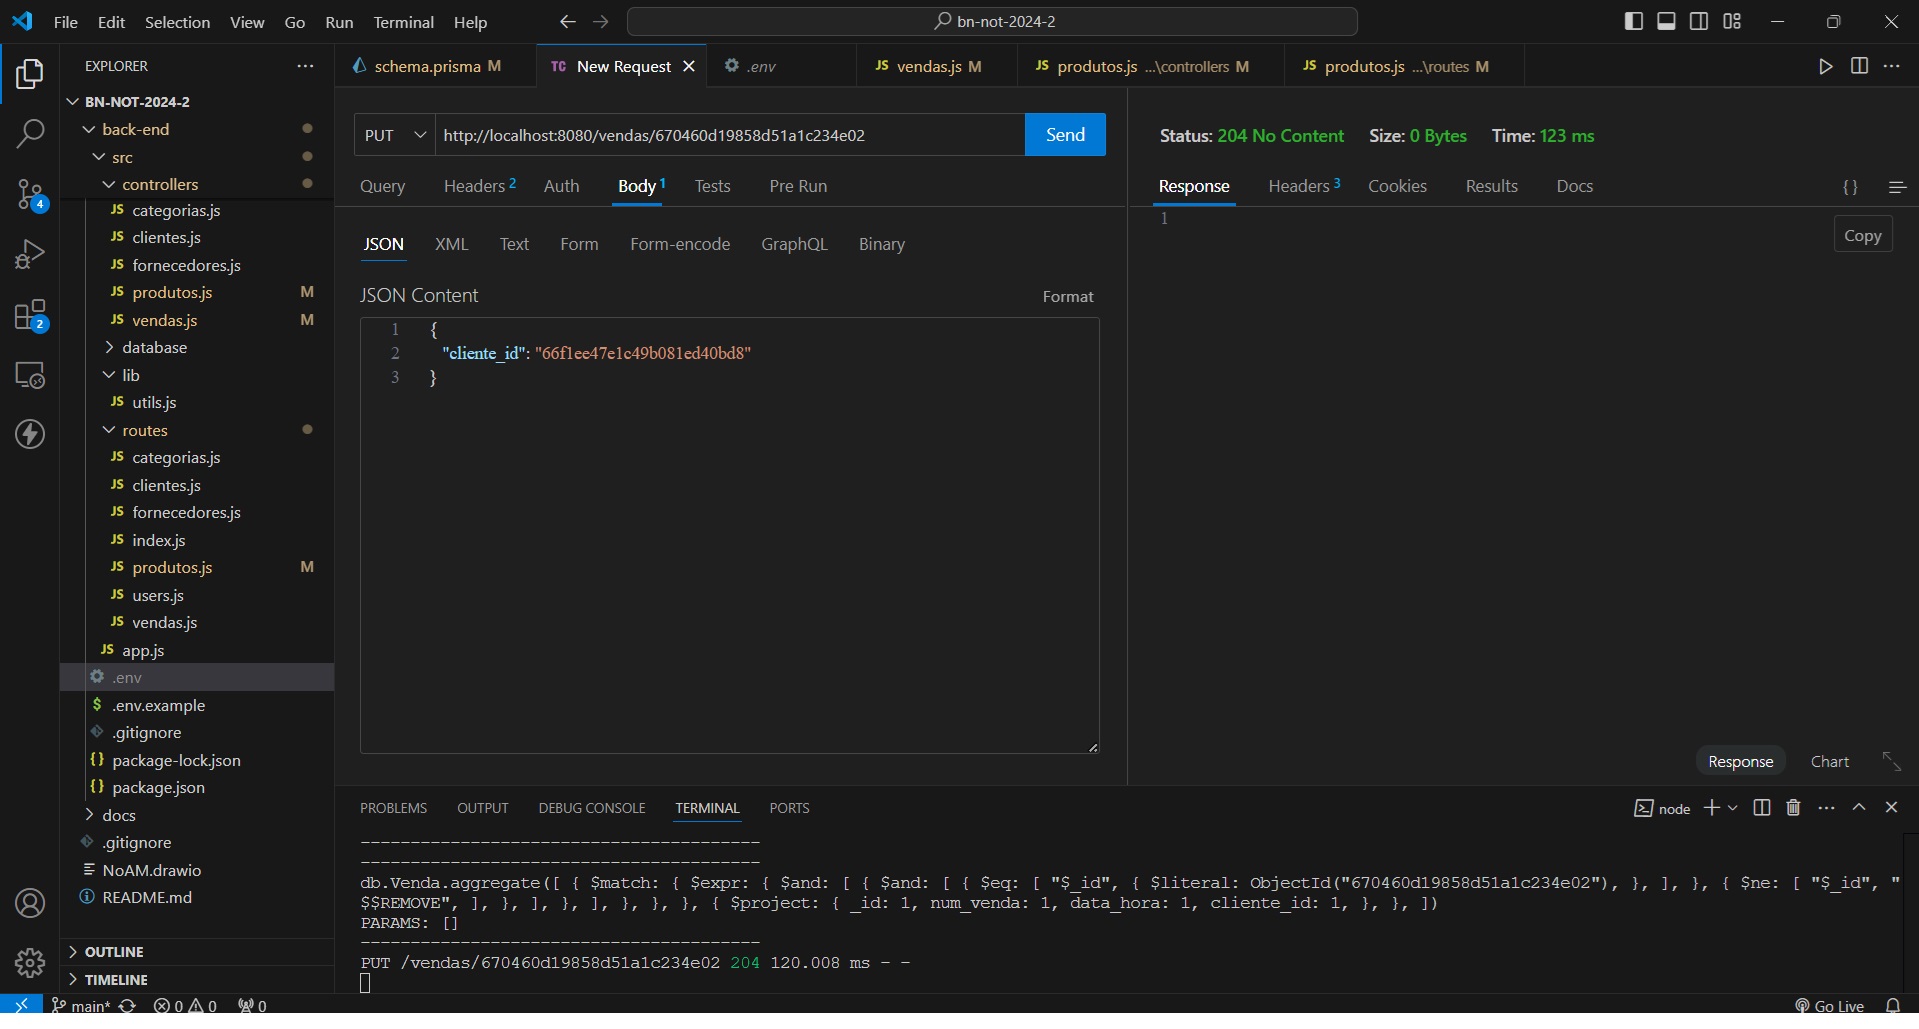 File Edit Selection View Go Run Terminal Help
bn-not-2024-2
EXPLORER
schema.prisma M
TC New Request
.env
JS vendas.js M
JS produtos.js ...\controllers M
JS produtos.js ...\routes M
BN-NOT-2024-2
back-end
src
controllers
JS categorias.js
JS clientes.js
JS fornecedores.js
JS produtos.js M
JS vendas.js M
database
lib
JS utils.js
routes
JS categorias.js
JS clientes.js
JS fornecedores.js
JS index.js
JS produtos.js M
JS users.js
JS vendas.js
JS app.js
.env
$ .env.example
.gitignore
{} package-lock.json
{} package.json
docs
.gitignore
NoAM.drawio
README.md
OUTLINE
TIMELINE
4
2
PUT http://localhost:8080/vendas/670460d19858d51a1c234e02 Send
Query Headers 2 Auth Body 1 Tests Pre Run
JSON XML Text Form Form-encode GraphQL Binary
JSON Content Format
1 {
2 "cliente_id": "66f1ee47e1c49b081ed40bd8"
3 }
Status: 204 No Content Size: 0 Bytes Time: 123 ms
Response Headers 3 Cookies Results Docs {}
1
Copy
Response Chart
PROBLEMS OUTPUT DEBUG CONSOLE TERMINAL PORTS
node
----------------------------------------
----------------------------------------
db.Venda.aggregate([ { $match: { $expr: { $and: [ { $and: [ { $eq: [ "$_id", { $literal: ObjectId("670460d19858d51a1c234e02"), }, ], }, { $ne: [ "$_id", "
$$REMOVE", ], }, ], }, ], }, }, }, { $project: { _id: 1, num_venda: 1, data_hora: 1, cliente_id: 1, }, }, ])
PARAMS: []
----------------------------------------
PUT /vendas/670460d19858d51a1c234e02 204 120.008 ms - -
main* 0 0 0
Go Live